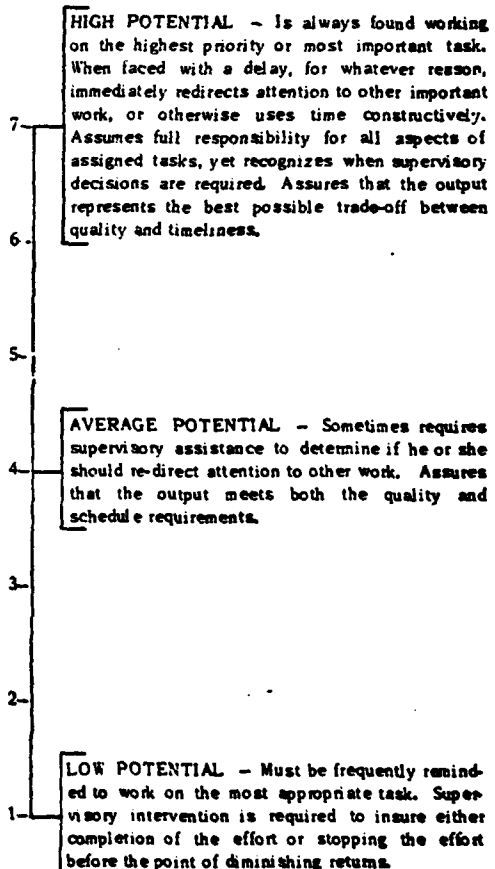 HIGH POTENTIAL - Is always found working
on the highest priority or most important task.
When faced with a delay, for whatever reason,
immediately redirects attention to other important
work, or otherwise uses time constructively.
7
Assumes full responsibility for all aspects of
assigned tasks, yet recognizes when supervisory
decisions are required. Assures that the output
represents the best possible trade-off between
6
quality and timeliness.
5
AVERAGE POTENTIAL - Sometimes requires
supervisory assistance to determine if he or she
4
should re-direct attention to other work. Assures
that the output meets both the quality and
schedule requirements.
3
2
LOW POTENTIAL - Must be frequently remind-
ed to work on the most appropriate task. Super-
1
visory intervention is required to insure either
completion of the effort or stopping the effort
before the point of diminishing returns.